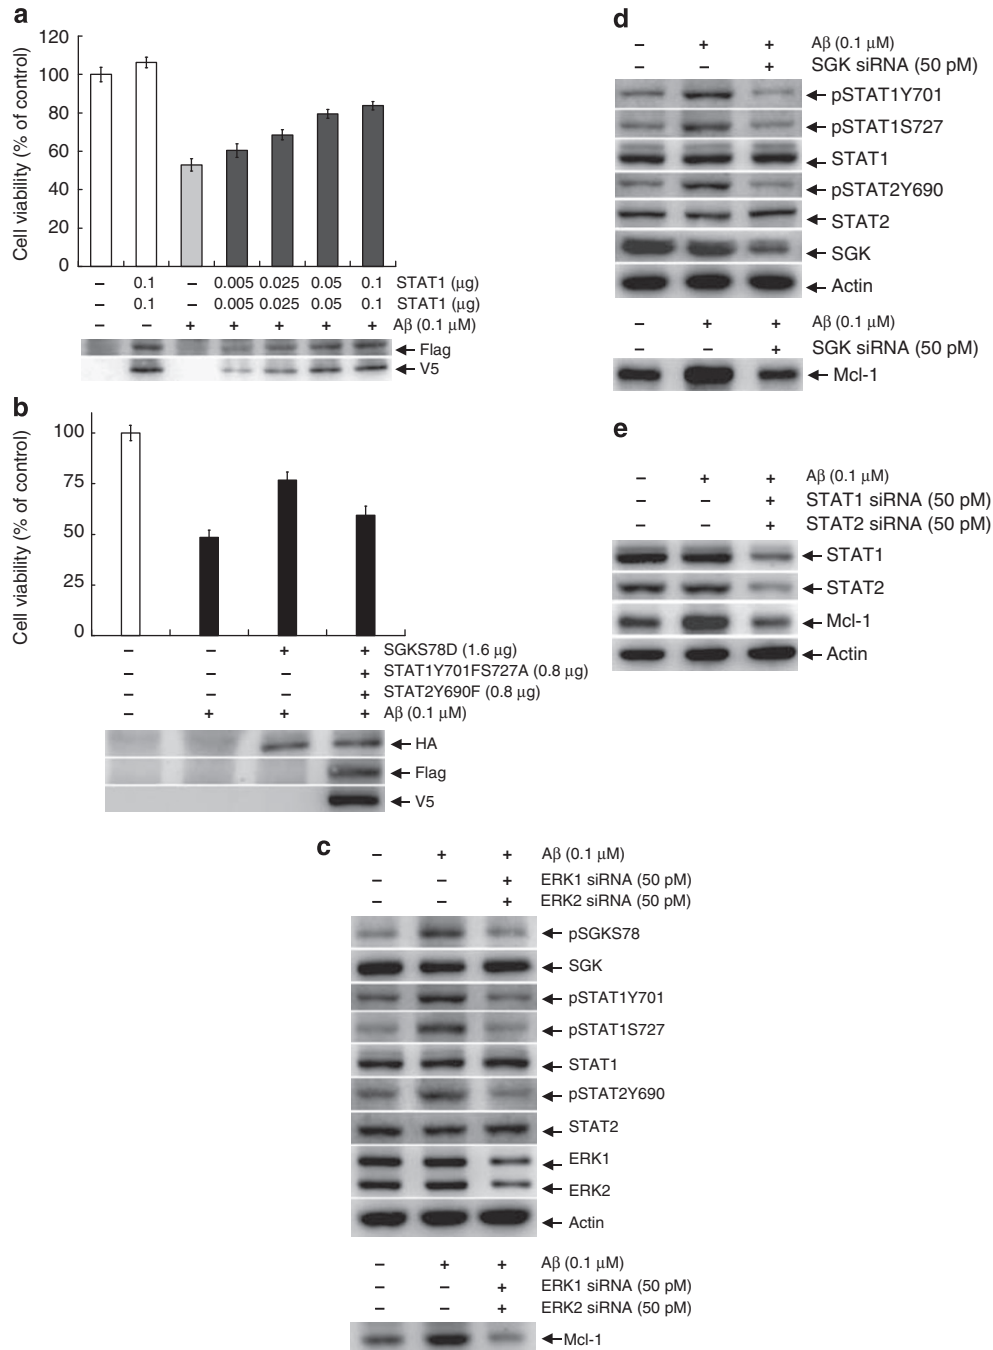 a
Cell viability (% of control)
120
100
80
60
40
20
0
– 0.1 – 0.005 0.025 0.05 0.1 STAT1 (μg)
– 0.1 – 0.005 0.025 0.05 0.1 STAT1 (μg)
– – + + + + + Aβ (0.1 μM)
Flag
V5
b
Cell viability (% of control)
100
75
50
25
0
– – + + SGKS78D (1.6 μg)
– – – + STAT1Y701FS727A (0.8 μg)
– – – + STAT2Y690F (0.8 μg)
– + + + Aβ (0.1 μM)
HA
Flag
V5
c
– + + Aβ (0.1 μM)
– – + ERK1 siRNA (50 pM)
– – + ERK2 siRNA (50 pM)
pSGKS78
SGK
pSTAT1Y701
pSTAT1S727
STAT1
pSTAT2Y690
STAT2
ERK1
ERK2
Actin
– + + Aβ (0.1 μM)
– – + ERK1 siRNA (50 pM)
– – + ERK2 siRNA (50 pM)
Mcl-1
d
– + + Aβ (0.1 μM)
– – + SGK siRNA (50 pM)
pSTAT1Y701
pSTAT1S727
STAT1
pSTAT2Y690
STAT2
SGK
Actin
– + + Aβ (0.1 μM)
– – + SGK siRNA (50 pM)
Mcl-1
e
– + + Aβ (0.1 μM)
– – + STAT1 siRNA (50 pM)
– – + STAT2 siRNA (50 pM)
STAT1
STAT2
Mcl-1
Actin